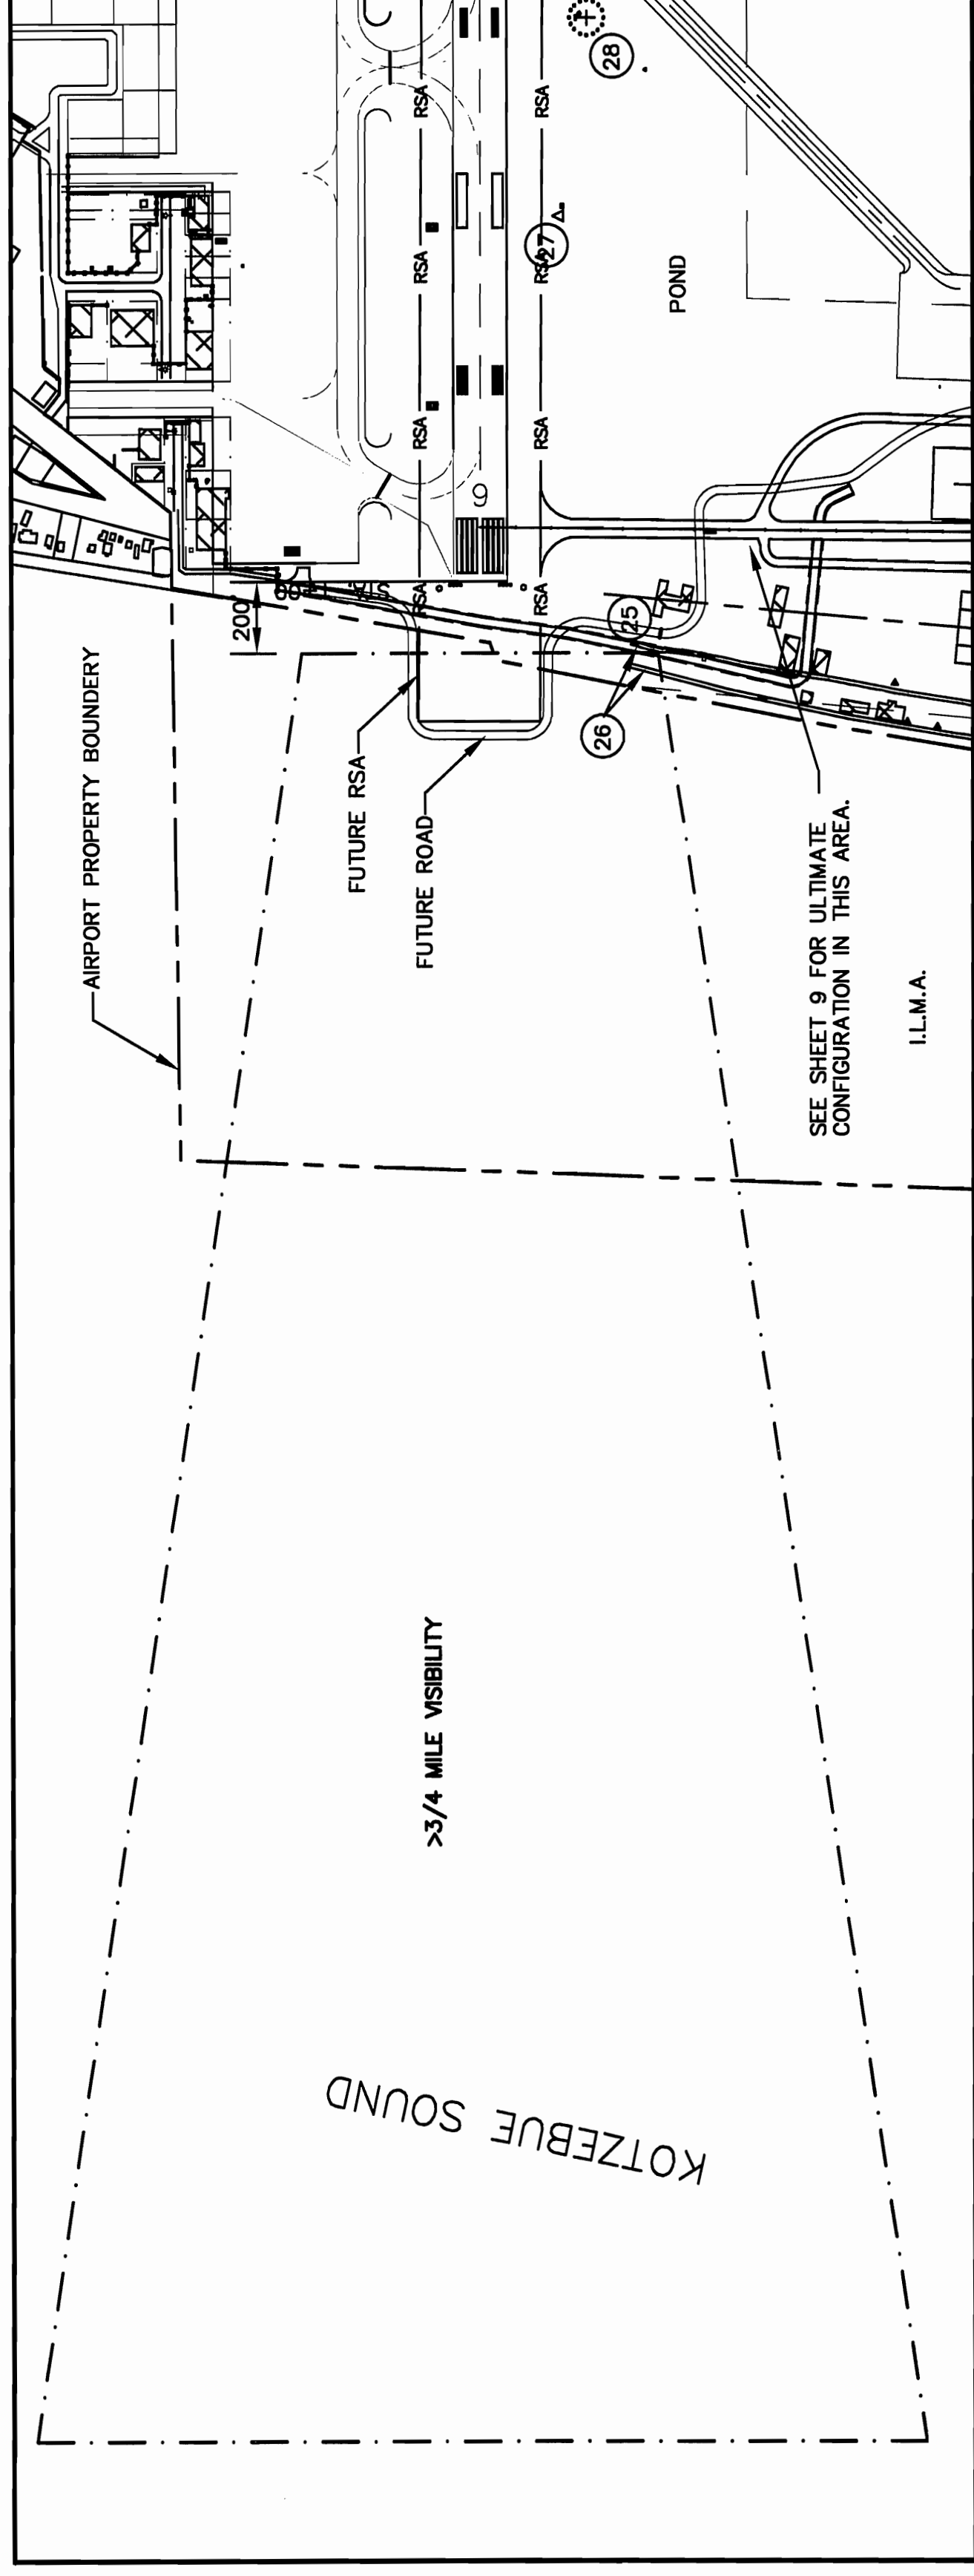 28
RSA
RSA
27
RSA
RSA
POND
RSA
RSA
9
RSA
RSA
200'
25
26
AIRPORT PROPERTY BOUNDERY
FUTURE RSA
FUTURE ROAD
SEE SHEET 9 FOR ULTIMATE
CONFIGURATION IN THIS AREA.
I.L.M.A.
>3/4 MILE VISIBILITY
KOTZEBUE SOUND